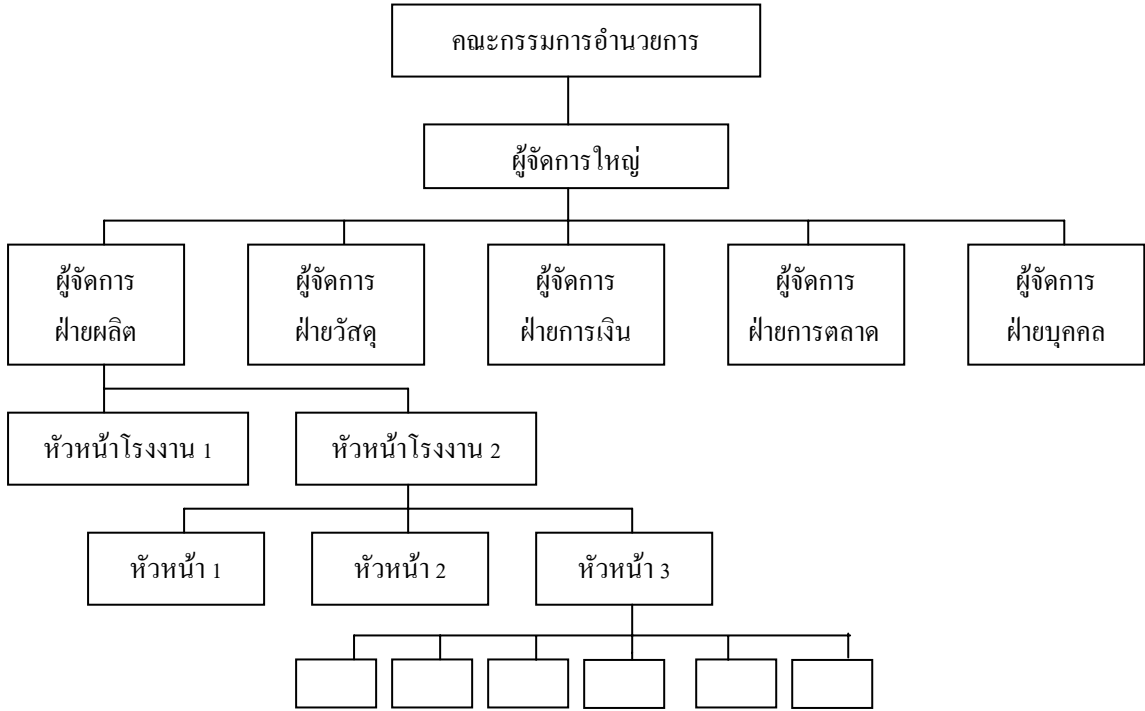 คณะกรรมการอำนวยการ
ผู้จัดการใหญ่
ผู้จัดการ
ฝ่ายผลิต
ผู้จัดการ
ฝ่ายวัสดุ
ผู้จัดการ
ฝ่ายการเงิน
ผู้จัดการ
ฝ่ายการตลาด
ผู้จัดการ
ฝ่ายบุคคล
หัวหน้าโรงงาน 1
หัวหน้าโรงงาน 2
หัวหน้า 1
หัวหน้า 2
หัวหน้า 3